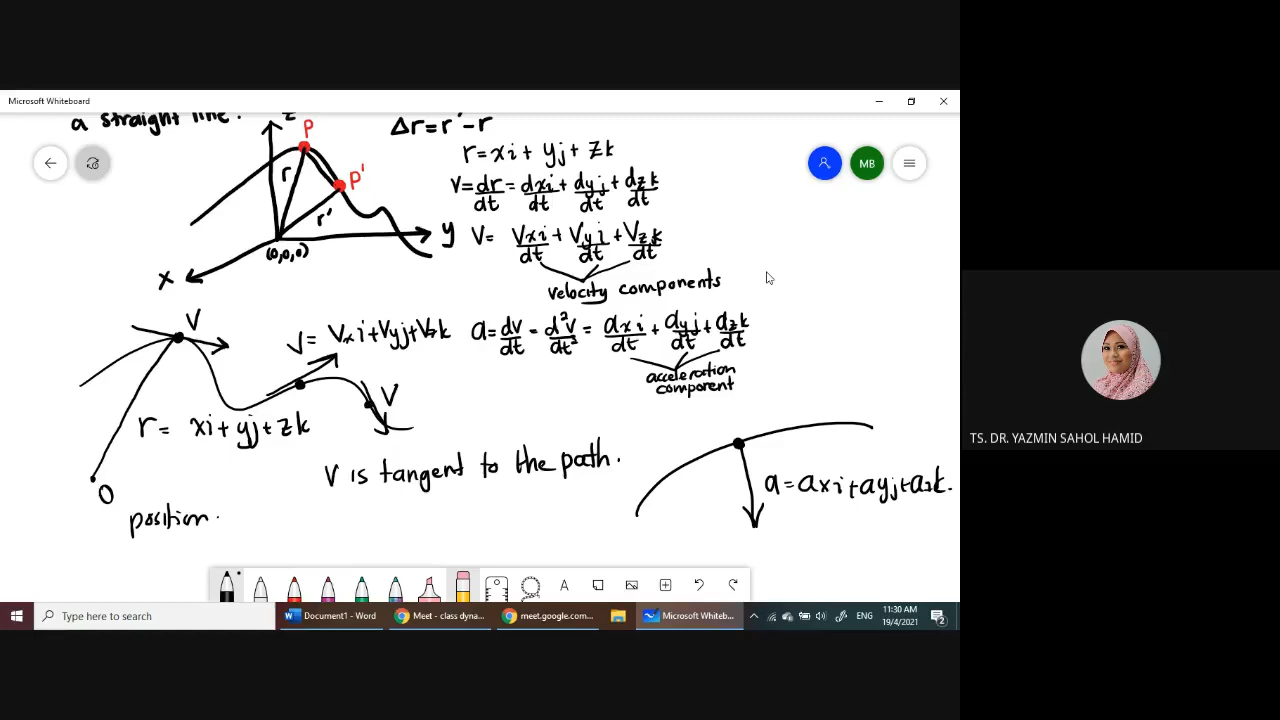 Microsoft Whiteboard
a straight line.
Z
P
P'
r
r'
y
x
(0,0,0)
Δr = r' - r
r = xi + yj + zk
v = dr/dt = dxi/dt + dyj/dt + dzk/dt
V = Vxi/dt + Vyj/dt + Vzk/dt
velocity components
V
V = Vxi + Vyj + Vzk
a = dv/dt = d²v/dt² = axi/dt + ayj/dt + azk/dt
acceleration
component
V
r = xi + yj + zk
O
position.
V is tangent to the path.
a = axi + ayj + azk.
MB
TS. DR. YAZMIN SAHOL HAMID
A
Type here to search
Document1 - Word
Meet - class dyna...
meet.google.com...
Microsoft Whiteb...
ENG
11:30 AM
19/4/2021
2